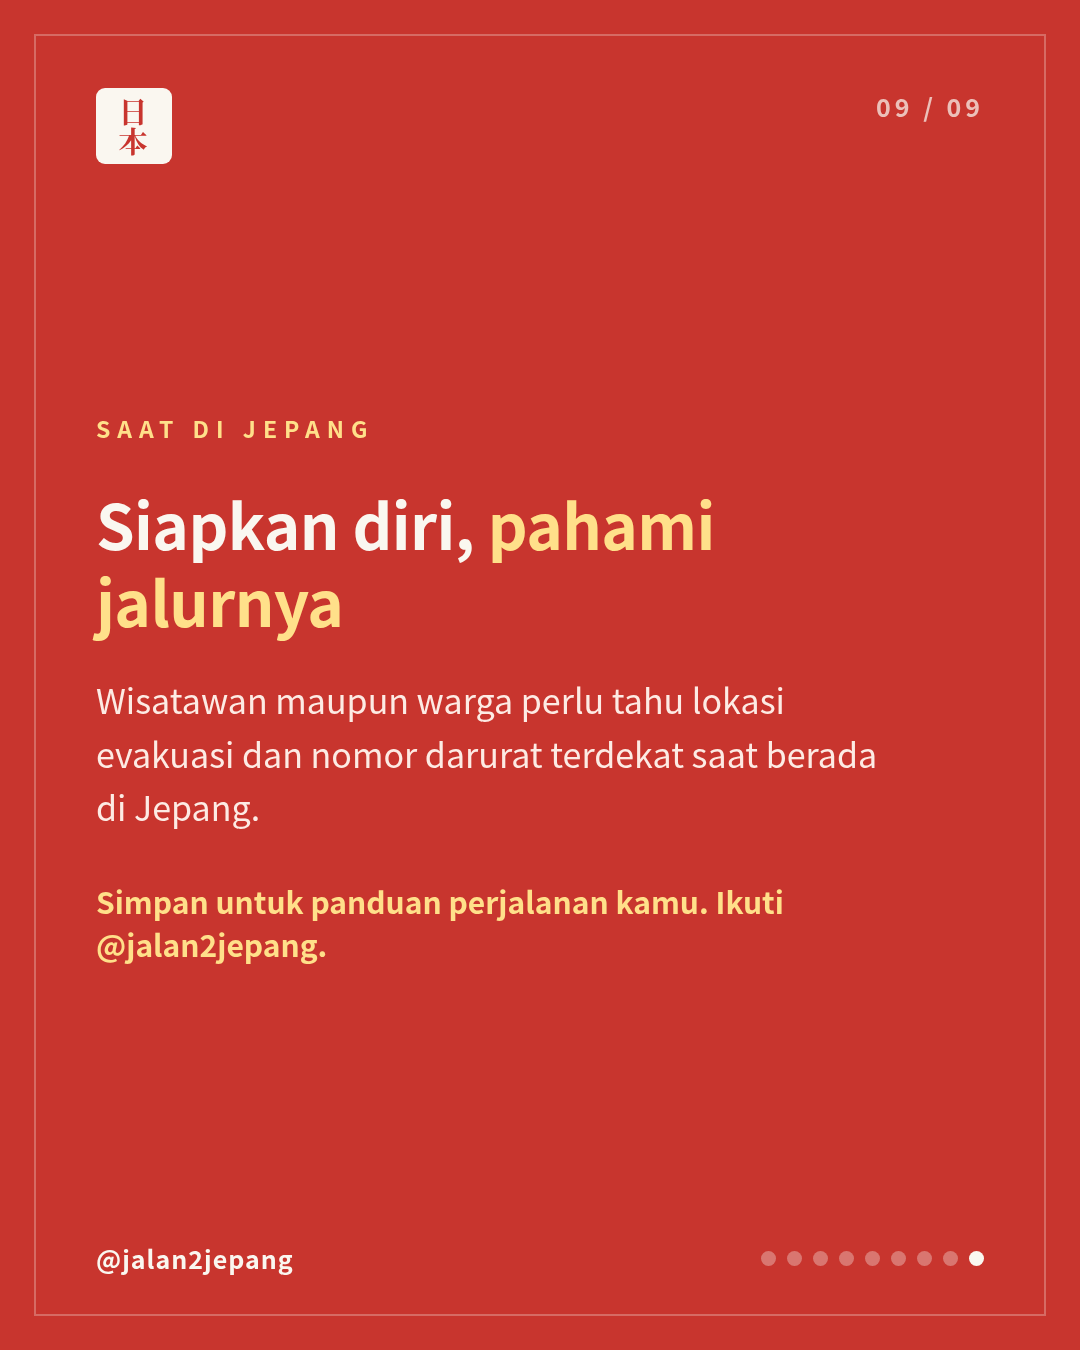 日本
09 / 09
SAAT DI JEPANG
Siapkan diri, pahami
jalurnya
Wisatawan maupun warga perlu tahu lokasi
evakuasi dan nomor darurat terdekat saat berada
di Jepang.
Simpan untuk panduan perjalanan kamu. Ikuti
@jalan2jepang.
@jalan2jepang